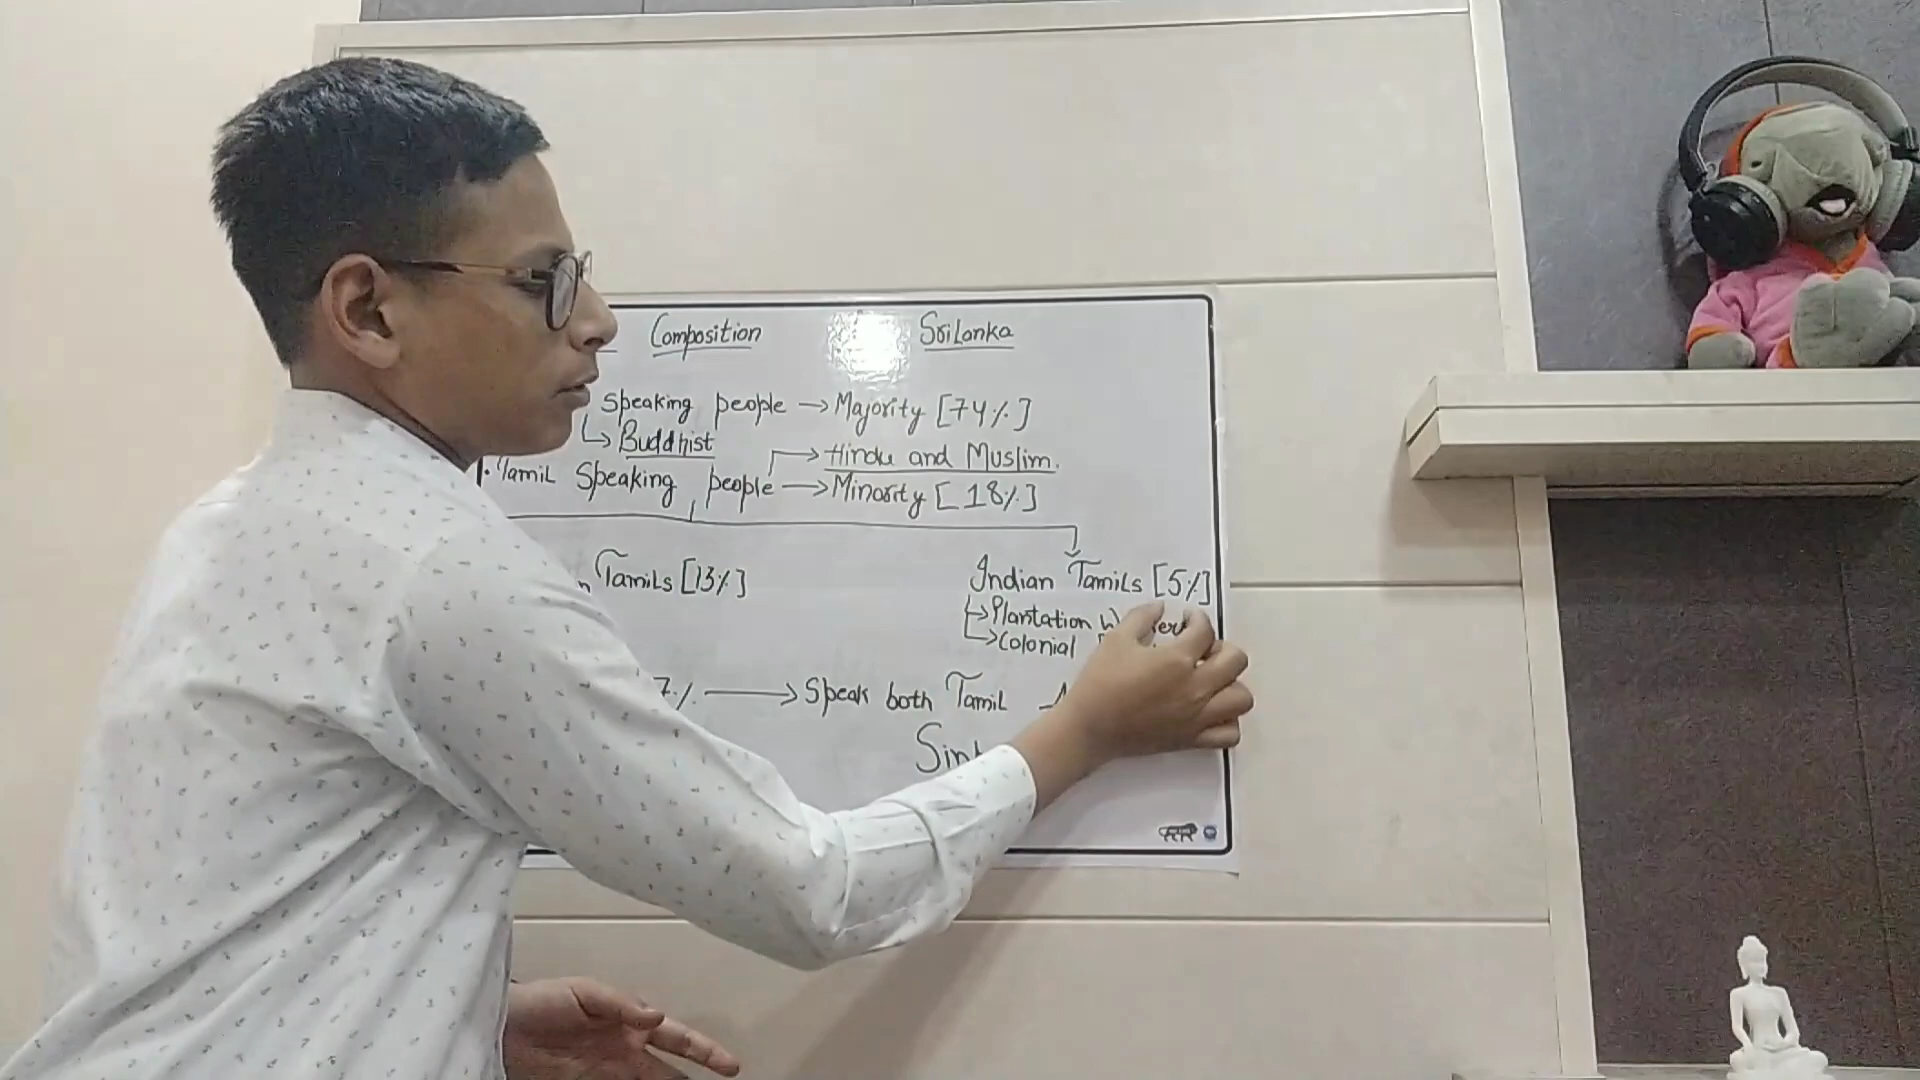 Composition SriLanka
speaking people → Majority [74%]
↳ Buddhist
→ Hindu and Muslim.
• Tamil Speaking people → Minority [18%]
Tamils [13%]
Indian Tamils [5%]
→ Plantation
→ Colonial
7% → Speak both Tamil